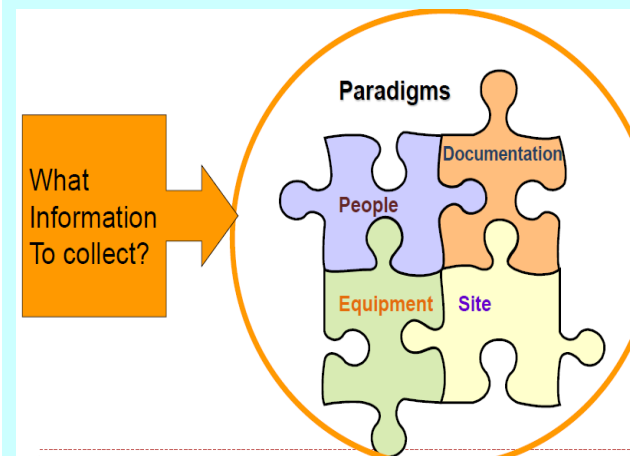 Paradigms
Documentation
What
Information
To collect?
People
Equipment
Site